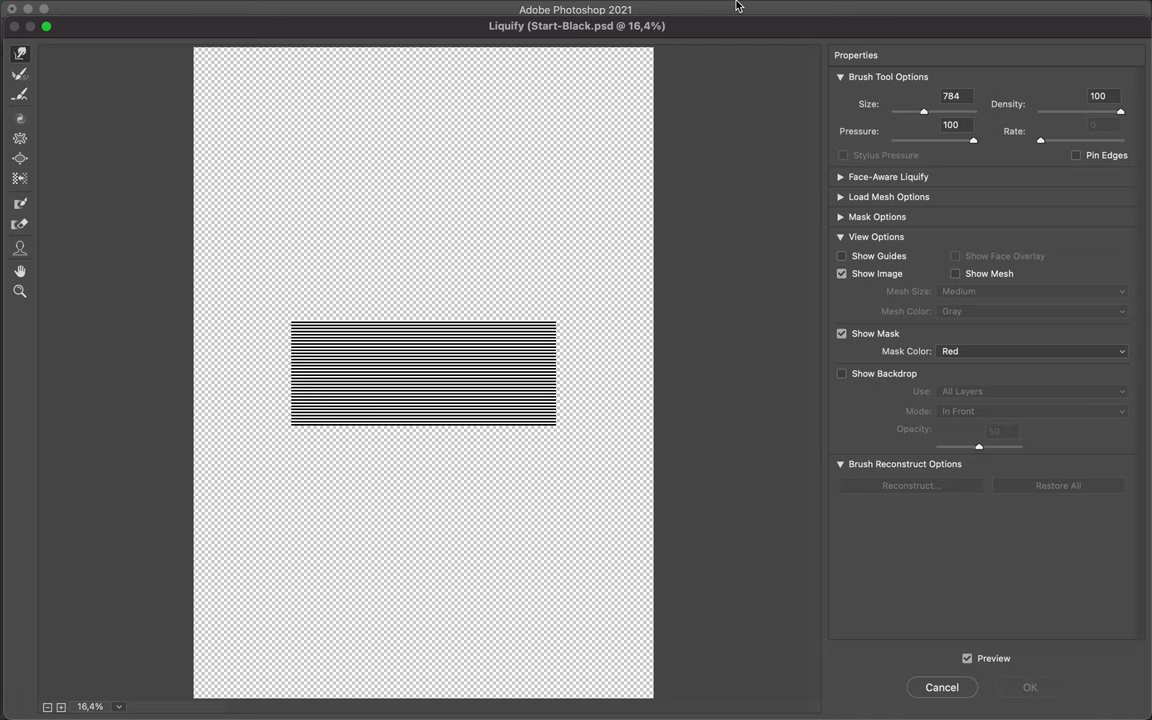 Adobe Photoshop 2021
Liquify (Start-Black.psd @ 16,4%)
Properties
Brush Tool Options
Size: 784 Density: 100
Pressure: 100 Rate: 0
Stylus Pressure Pin Edges
Face-Aware Liquify
Load Mesh Options
Mask Options
View Options
Show Guides Show Face Overlay
Show Image Show Mesh
Mesh Size: Medium
Mesh Color: Gray
Show Mask
Mask Color: Red
Show Backdrop
Use: All Layers
Mode: In Front
Opacity: 50
Brush Reconstruct Options
Reconstruct... Restore All
Preview
Cancel OK
16,4%